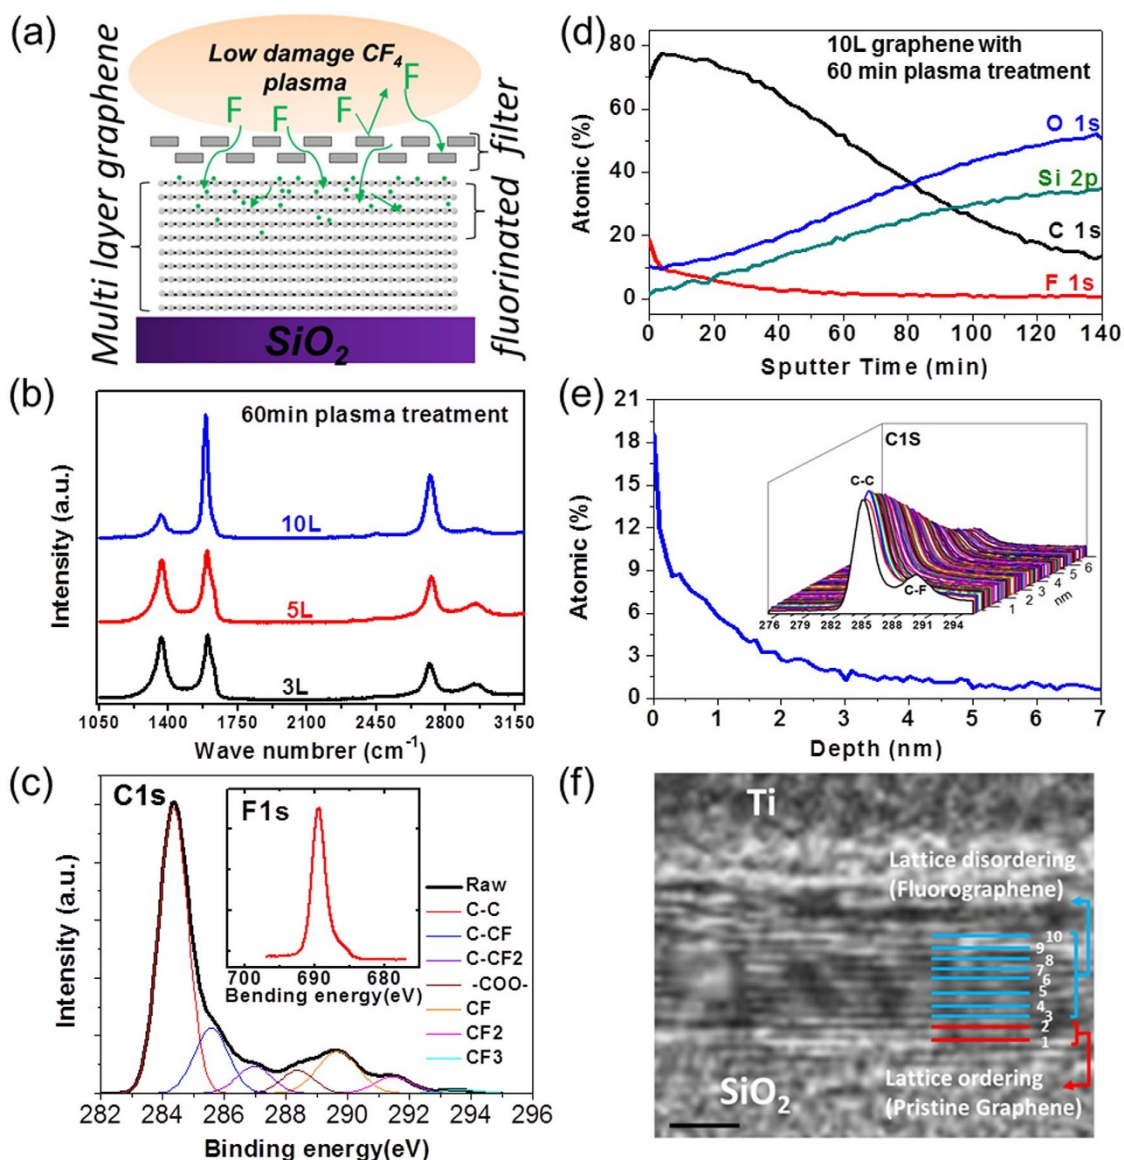 (a)
Multi layer graphene
Low damage CF4
plasma
F F F F
filter
fluorinated
SiO2
(b)
60min plasma treatment
10L
5L
3L
Intensity (a.u.)
1050 1400 1750 2100 2450 2800 3150
Wave numbrer (cm-1)
(c)
C1s
F1s
700 690 680
Bending energy(eV)
Raw
C-C
C-CF
C-CF2
-COO-
CF
CF2
CF3
Intensity (a.u.)
282 284 286 288 290 292 294 296
Binding energy(eV)
(d)
10L graphene with
60 min plasma treatment
O 1s
Si 2p
C 1s
F 1s
Atomic (%)
80
60
40
20
0
0 20 40 60 80 100 120 140
Sputter Time (min)
(e)
21
18
15
12
9
6
3
0
Atomic (%)
C1S
C-C
C-F
276 279 282 285 288 291 294
1 2 3 4 5 6
nm
0 1 2 3 4 5 6 7
Depth (nm)
(f)
Ti
Lattice disordering
(Fluorographene)
10
9
8
7
6
5
4
3
2
1
Lattice ordering
(Pristine Graphene)
SiO2